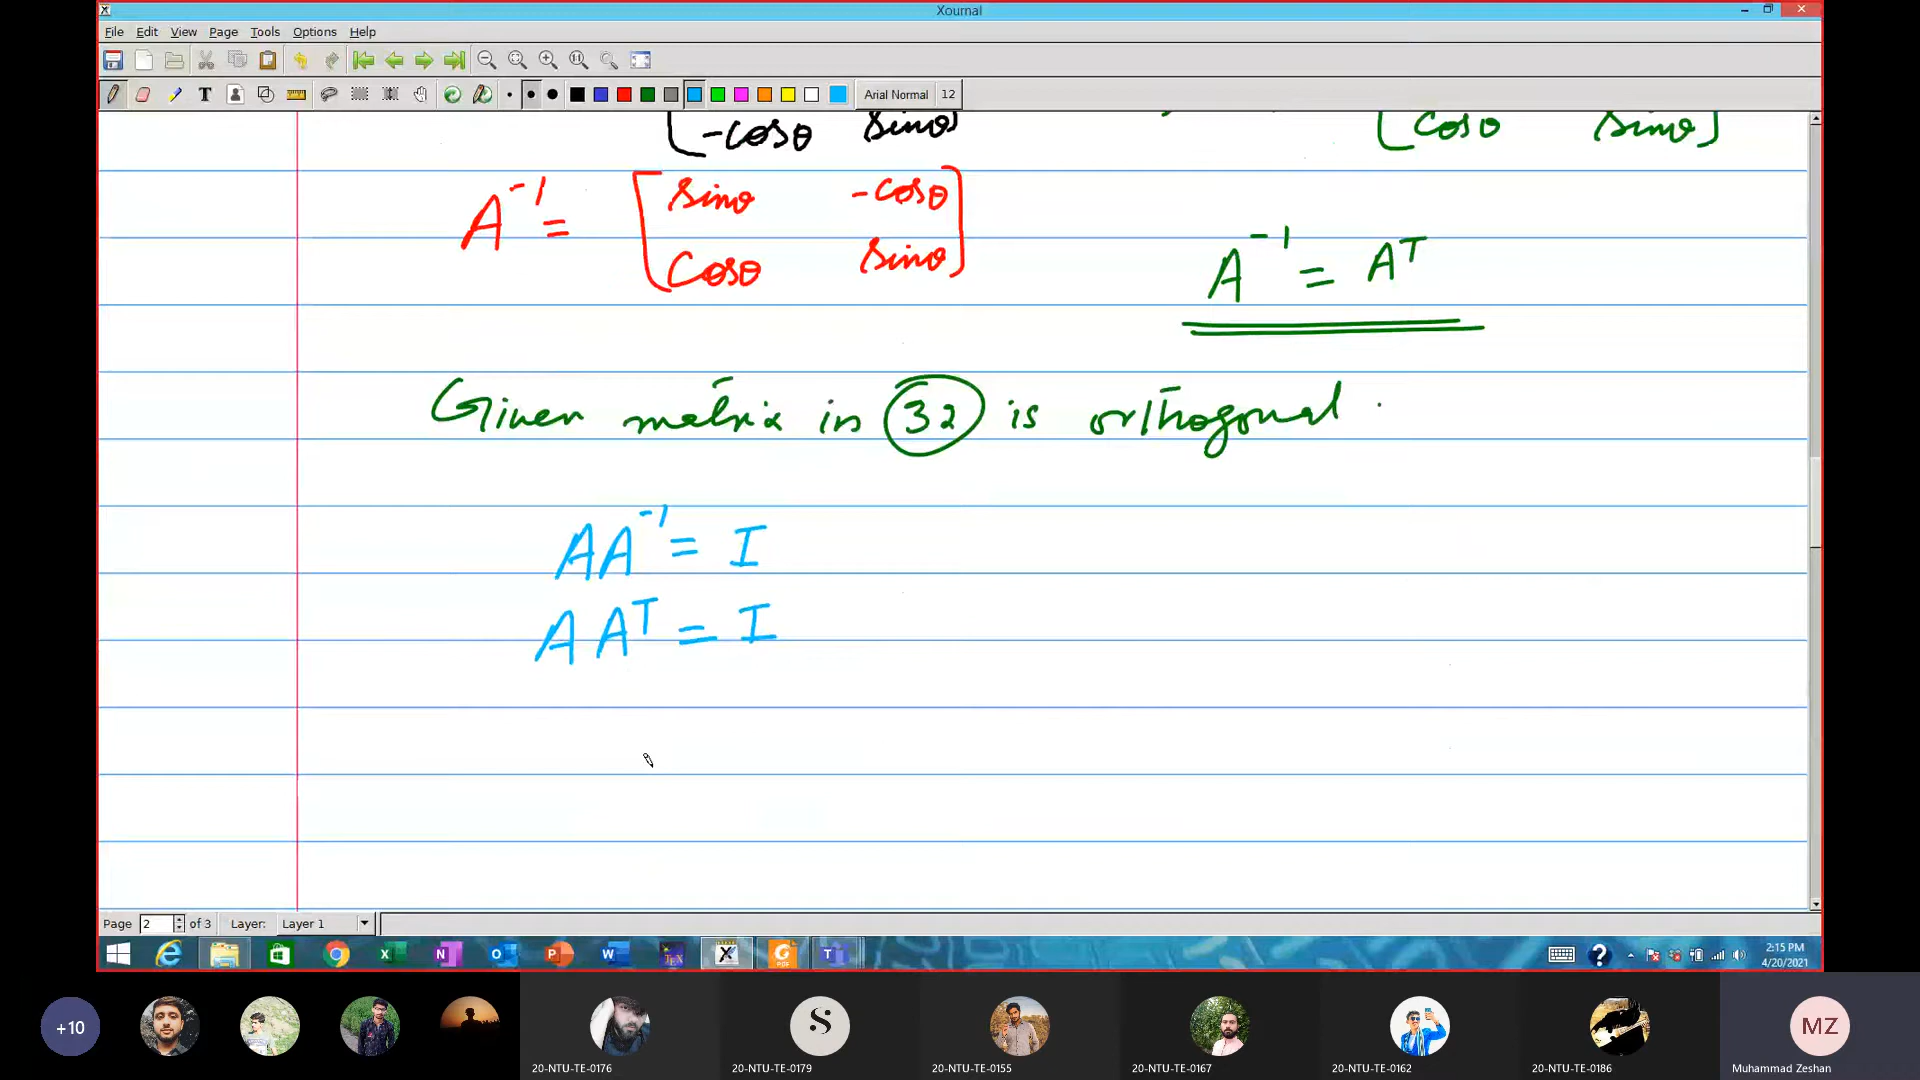 Xournal
File Edit View Page Tools Options Help
Arial Normal 12
-cosθ sinθ
cosθ sinθ
A⁻¹ = [sinθ -cosθ
cosθ sinθ]
A⁻¹ = Aᵀ
Given matrix in 32 is orthogonal.
AA⁻¹ = I
AAᵀ = I
Page 2 of 3 Layer: Layer 1
2:15 PM
4/20/2021
+10
S
MZ
20-NTU-TE-0176
20-NTU-TE-0179
20-NTU-TE-0155
20-NTU-TE-0167
20-NTU-TE-0162
20-NTU-TE-0186
Muhammad Zeshan